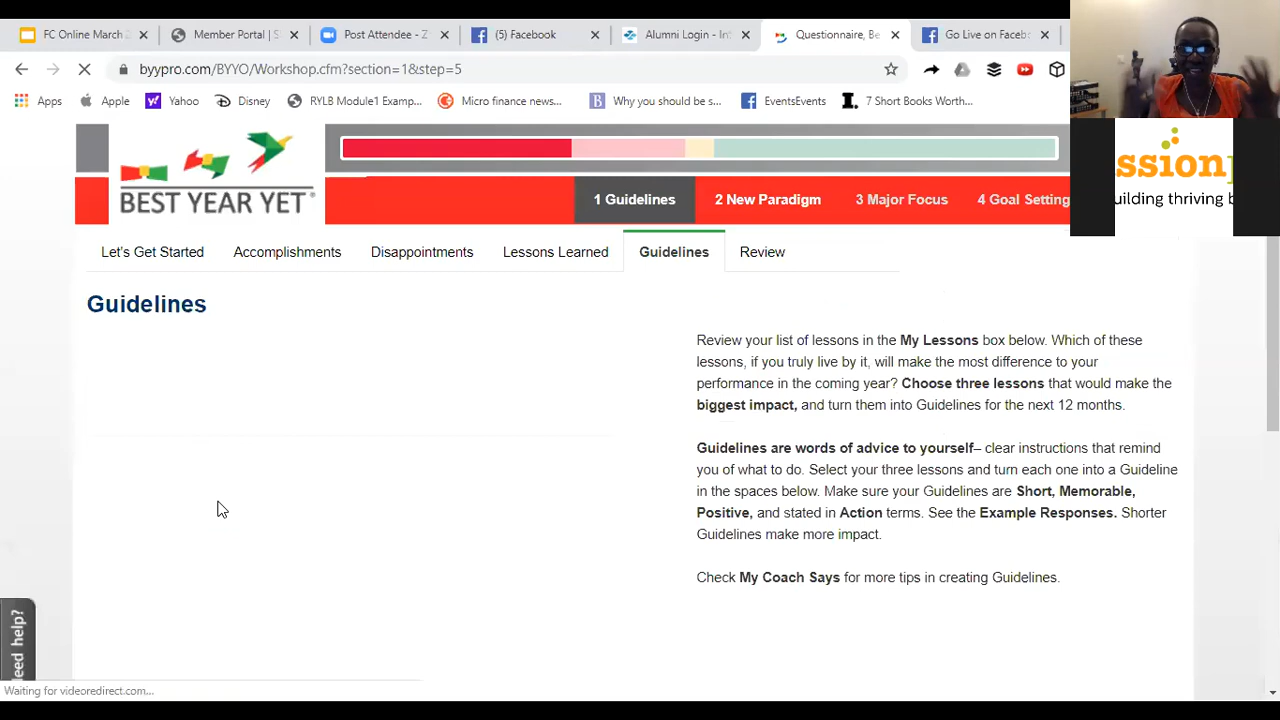 FC Online March
Member Portal | S
Post Attendee - Z
(5) Facebook
Alumni Login - In
Questionnaire, Be
Go Live on Faceb
byypro.com/BYYO/Workshop.cfm?section=1&step=5
Apps
Apple
Yahoo
Disney
RYLB Module1 Examp...
Micro finance news...
Why you should be s...
EventsEvents
7 Short Books Worth...
ssion
uilding thriving b
BEST YEAR YET
1 Guidelines
2 New Paradigm
3 Major Focus
4 Goal Setting
Let's Get Started
Accomplishments
Disappointments
Lessons Learned
Guidelines
Review
Guidelines
Review your list of lessons in the My Lessons box below. Which of these
lessons, if you truly live by it, will make the most difference to your
performance in the coming year? Choose three lessons that would make the
biggest impact, and turn them into Guidelines for the next 12 months.
Guidelines are words of advice to yourself– clear instructions that remind
you of what to do. Select your three lessons and turn each one into a Guideline
in the spaces below. Make sure your Guidelines are Short, Memorable,
Positive, and stated in Action terms. See the Example Responses. Shorter
Guidelines make more impact.
Check My Coach Says for more tips in creating Guidelines.
eed help?
Waiting for videoredirect.com...